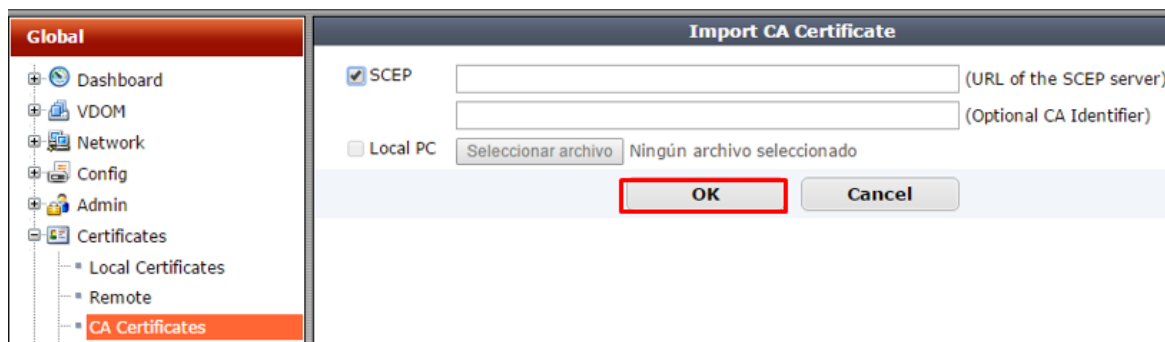 Global
Dashboard
VDOM
Network
Config
Admin
Certificates
Local Certificates
Remote
CA Certificates
Import CA Certificate
SCEP (URL of the SCEP server)
(Optional CA Identifier)
Local PC Seleccionar archivo Ningún archivo seleccionado
OK Cancel